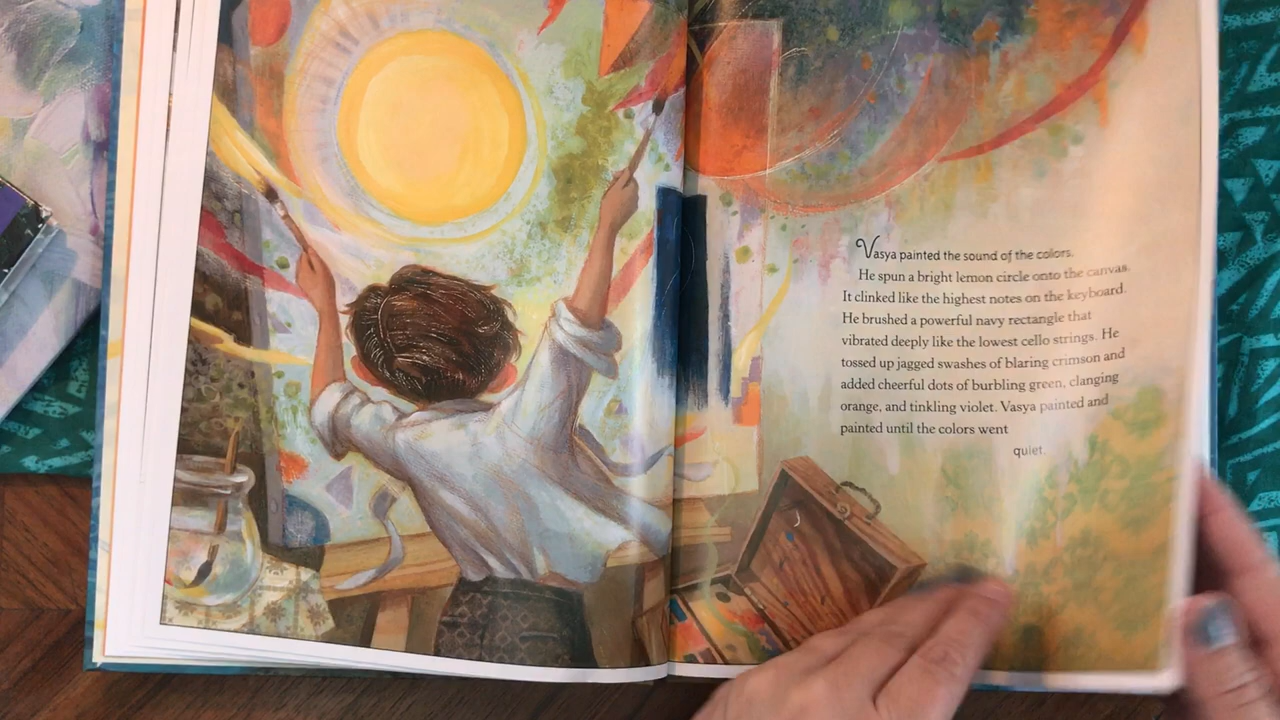 Vasya painted the sound of the colors.
He spun a bright lemon circle onto the canvas.
It clinked like the highest notes on the keyboard.
He brushed a powerful navy rectangle that
vibrated deeply like the lowest cello strings. He
tossed up jagged swashes of blaring crimson and
added cheerful dots of burbling green, clanging
orange, and tinkling violet. Vasya painted and
painted until the colors went
quiet.